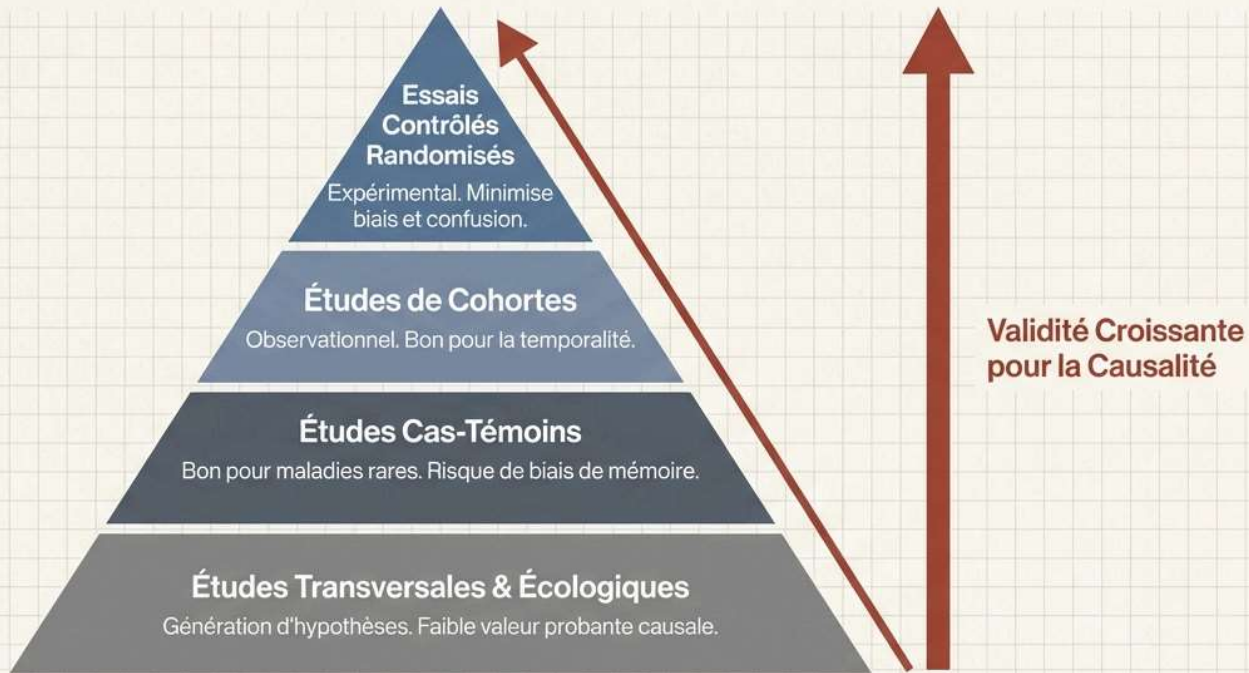 Essais
Contrôlés
Randomisés
Expérimental. Minimise
biais et confusion.
Études de Cohortes
Observationnel. Bon pour la temporalité.
Études Cas-Témoins
Bon pour maladies rares. Risque de biais de mémoire.
Études Transversales & Écologiques
Génération d'hypothèses. Faible valeur probante causale.
Validité Croissante
pour la Causalité